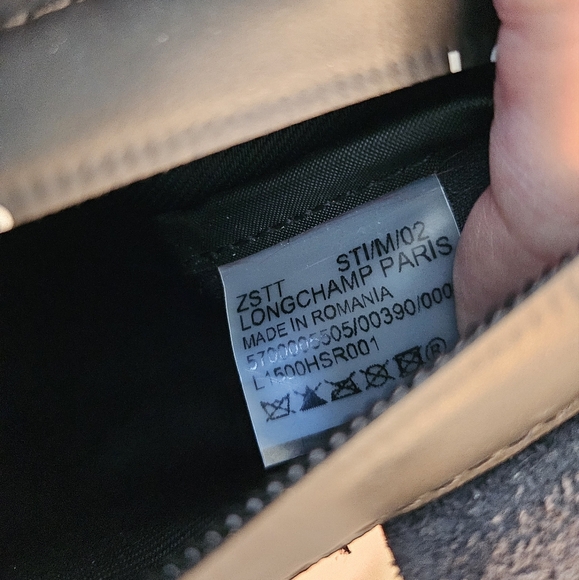 ZSTT STI/M/02
LONGCHAMP PARIS
MADE IN ROMANIA
5700005505/00390/000
L1500HSR001
®